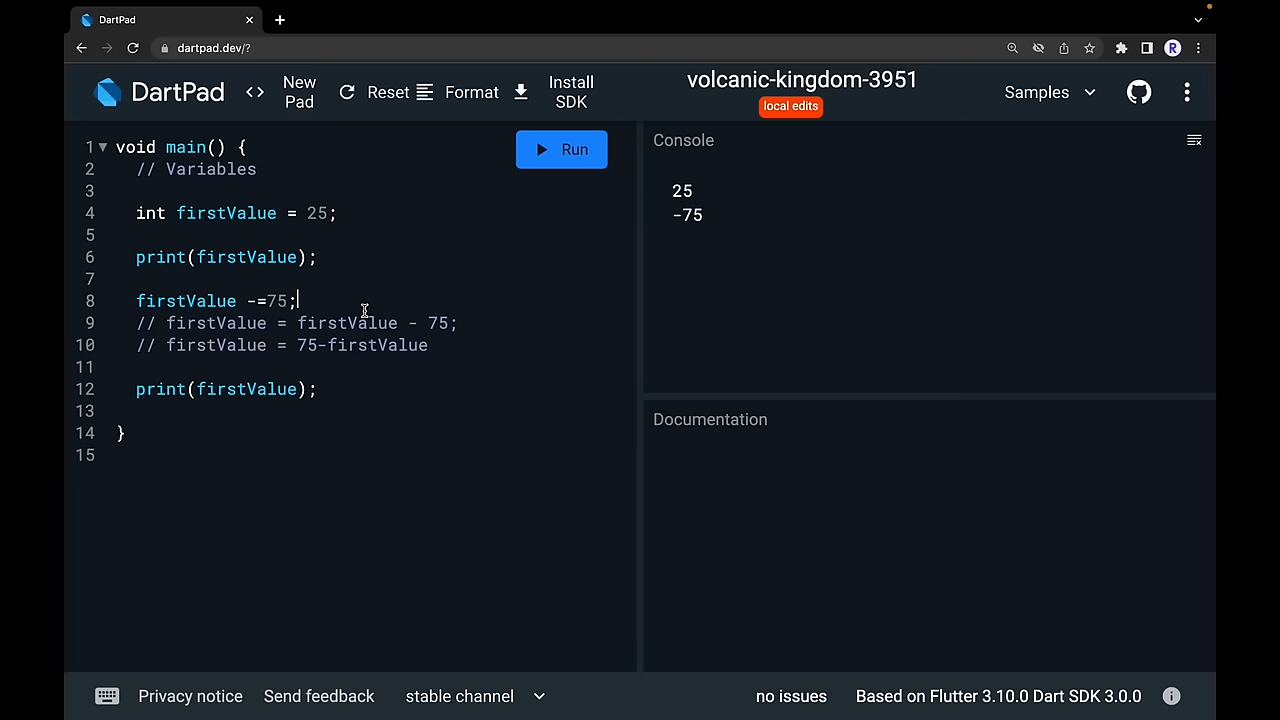 DartPad
dartpad.dev/?
R
DartPad
New Pad
Reset
Format
Install SDK
volcanic-kingdom-3951
local edits
Samples
1 void main() {
2 // Variables
3
4 int firstValue = 25;
5
6 print(firstValue);
7
8 firstValue -=75;
9 // firstValue = firstValue - 75;
10 // firstValue = 75-firstValue
11
12 print(firstValue);
13
14 }
15
Run
Console
25
-75
Documentation
Privacy notice
Send feedback
stable channel
no issues
Based on Flutter 3.10.0 Dart SDK 3.0.0